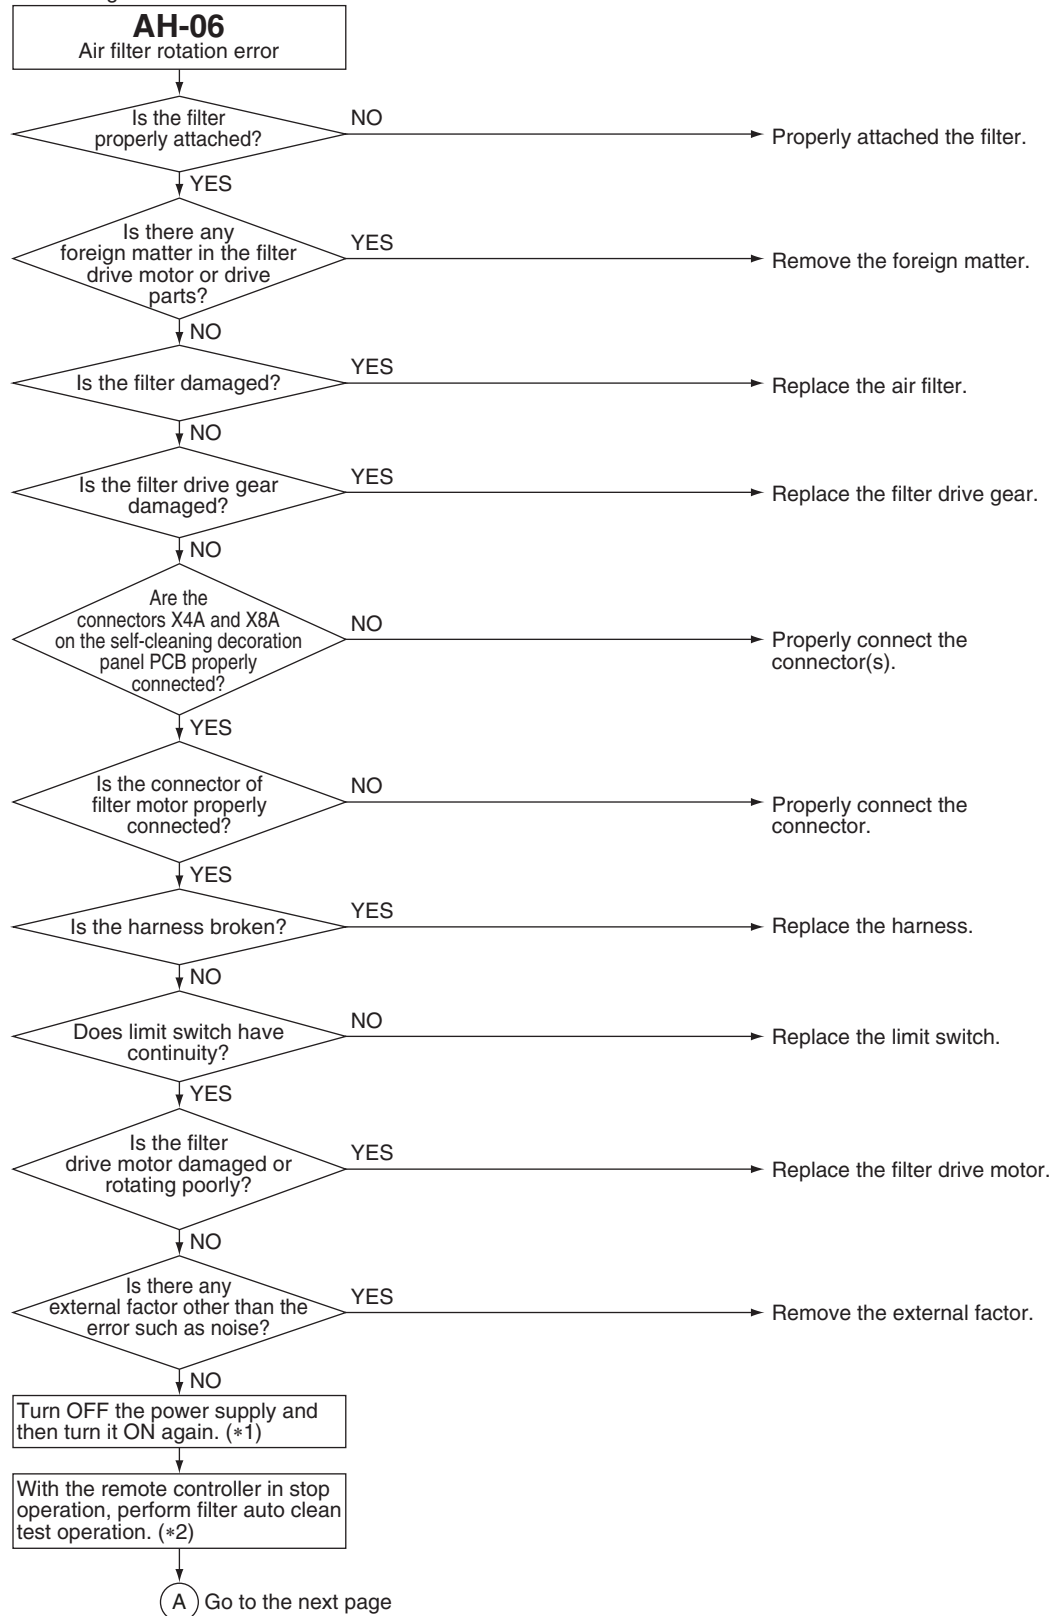 AH-06
Air filter rotation error
Is the filter
properly attached?
NO
Properly attached the filter.
YES
Is there any
foreign matter in the filter
drive motor or drive
parts?
YES
Remove the foreign matter.
NO
Is the filter damaged?
YES
Replace the air filter.
NO
Is the filter drive gear
damaged?
YES
Replace the filter drive gear.
NO
Are the
connectors X4A and X8A
on the self-cleaning decoration
panel PCB properly
connected?
NO
Properly connect the
connector(s).
YES
Is the connector of
filter motor properly
connected?
NO
Properly connect the
connector.
YES
Is the harness broken?
YES
Replace the harness.
NO
Does limit switch have
continuity?
NO
Replace the limit switch.
YES
Is the filter
drive motor damaged or
rotating poorly?
YES
Replace the filter drive motor.
NO
Is there any
external factor other than the
error such as noise?
YES
Remove the external factor.
NO
Turn OFF the power supply and
then turn it ON again. (*1)
With the remote controller in stop
operation, perform filter auto clean
test operation. (*2)
A Go to the next page